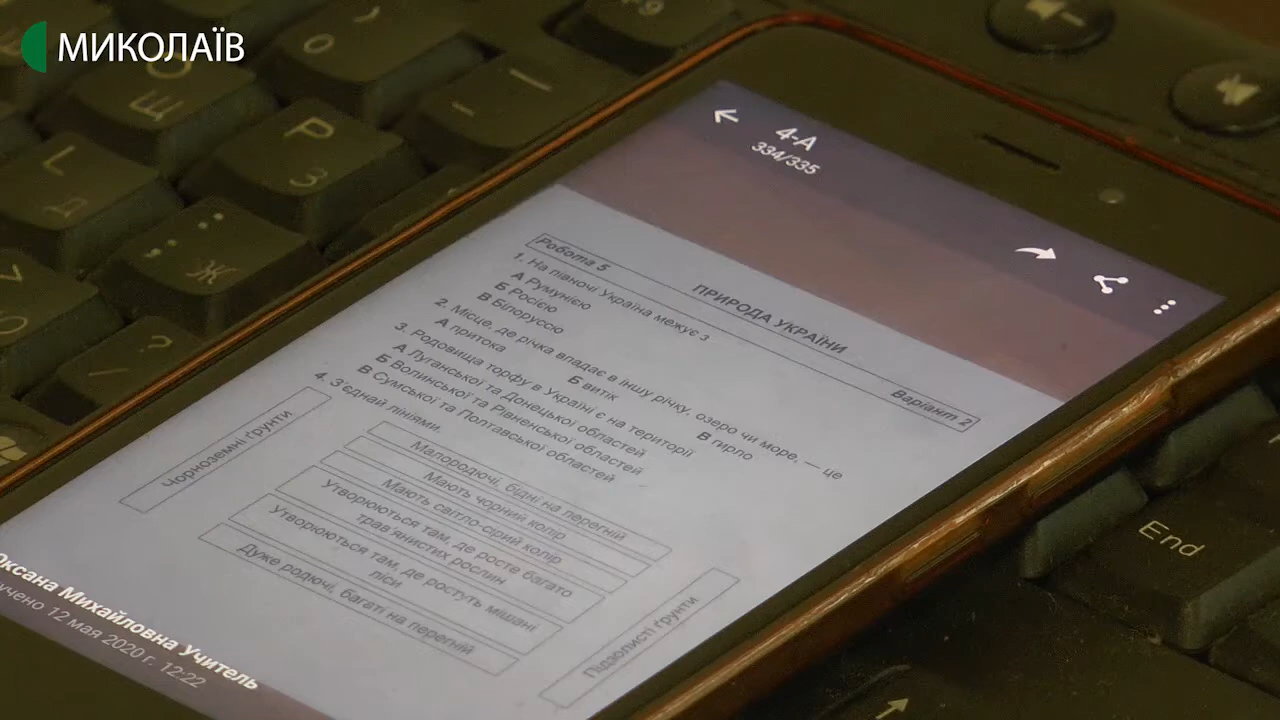 МИКОЛАЇВ
4-А
334/335
Робота 5
ПРИРОДА УКРАЇНИ
Варіант 2
1. На півночі Україна межує з
А Румунією
Б Росією
В Білоруссю
2. Місце, де річка впадає в іншу річку, озеро чи море, — це
А притока Б витік В гирло
3. Родовища торфу в Україні є на території
А Луганської та Донецької областей
Б Волинської та Рівненської областей
В Сумської та Полтавської областей
4. З'єднай лініями.
Чорноземні ґрунти
Малородючі, бідні на перегній
Мають чорний колір
Мають світло-сірий колір
Утворюються там, де росте багато
трав'янистих рослин
Утворюються там, де ростуть мішані
ліси
Дуже родючі, багаті на перегній
Підзолисті ґрунти
Оксана Михайловна Учитель
12 мая 2020 г. 12:22
О
Щ
Р
З
L
Д
Ж
?
/
Ю
End